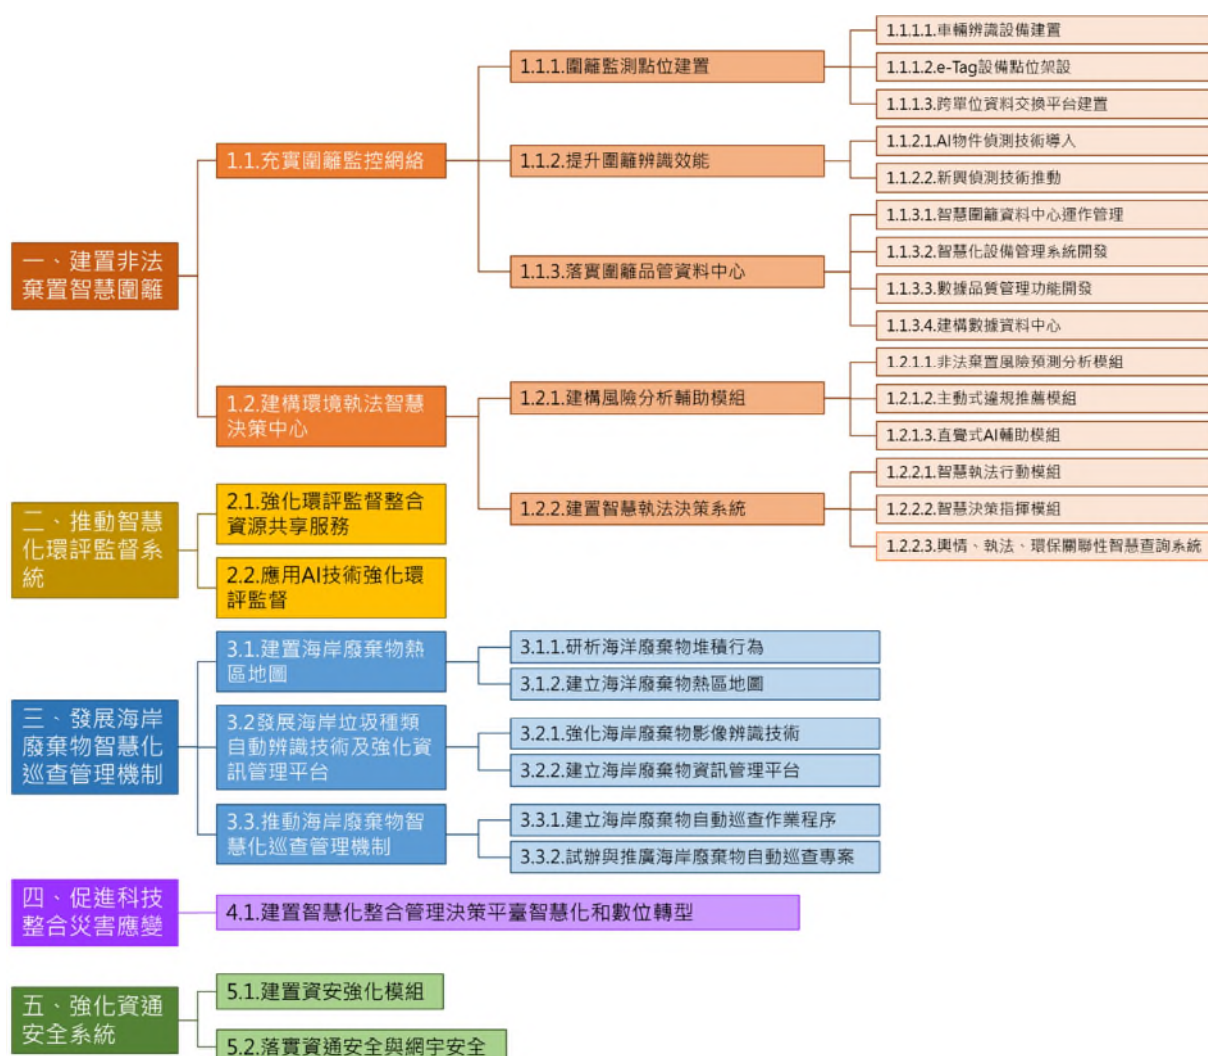 一、建置非法
棄置智慧圍籬
1.1.充實圍籬監控網絡
1.1.1.圍籬監測點位建置
1.1.1.1.車輛辨識設備建置
1.1.1.2.e-Tag設備點位架設
1.1.1.3.跨單位資料交換平台建置
1.1.2.提升圍籬辨識效能
1.1.2.1.AI物件偵測技術導入
1.1.2.2.新興偵測技術推動
1.1.3.落實圍籬品管資料中心
1.1.3.1.智慧圍籬資料中心運作管理
1.1.3.2.智慧化設備管理系統開發
1.1.3.3.數據品質管理功能開發
1.1.3.4.建構數據資料中心
1.2.建構環境執法智慧
決策中心
1.2.1.建構風險分析輔助模組
1.2.1.1.非法棄置風險預測分析模組
1.2.1.2.主動式違規推薦模組
1.2.1.3.直覺式AI輔助模組
1.2.2.建置智慧執法決策系統
1.2.2.1.智慧執法行動模組
1.2.2.2.智慧決策指揮模組
1.2.2.3.輿情、執法、環保關聯性智慧查詢系統
二、推動智慧
化環評監督系
統
2.1.強化環評監督整合
資源共享服務
2.2.應用AI技術強化環
評監督
三、發展海岸
廢棄物智慧化
巡查管理機制
3.1.建置海岸廢棄物熱
區地圖
3.1.1.研析海洋廢棄物堆積行為
3.1.2.建立海洋廢棄物熱區地圖
3.2發展海岸垃圾種類
自動辨識技術及強化資
訊管理平台
3.2.1.強化海岸廢棄物影像辨識技術
3.2.2.建立海岸廢棄物資訊管理平台
3.3.推動海岸廢棄物智
慧化巡查管理機制
3.3.1.建立海岸廢棄物自動巡查作業程序
3.3.2.試辦與推廣海岸廢棄物自動巡查專案
四、促進科技
整合災害應變
4.1.建置智慧化整合管理決策平臺智慧化和數位轉型
五、強化資通
安全系統
5.1.建置資安強化模組
5.2.落實資通安全與網宇安全